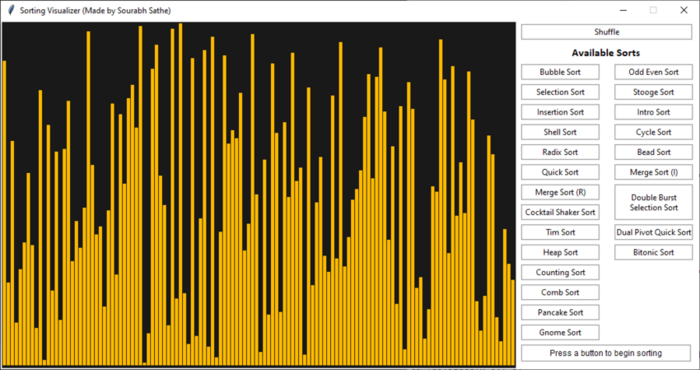 Sorting Visualizer (Made by Sourabh Sathe)
Shuffle
Available Sorts
Bubble Sort
Odd Even Sort
Selection Sort
Stooge Sort
Insertion Sort
Intro Sort
Shell Sort
Cycle Sort
Radix Sort
Bead Sort
Quick Sort
Merge Sort (I)
Merge Sort (R)
Double Burst
Selection Sort
Cocktail Shaker Sort
Tim Sort
Dual Pivot Quick Sort
Heap Sort
Bitonic Sort
Counting Sort
Comb Sort
Pancake Sort
Gnome Sort
Press a button to begin sorting